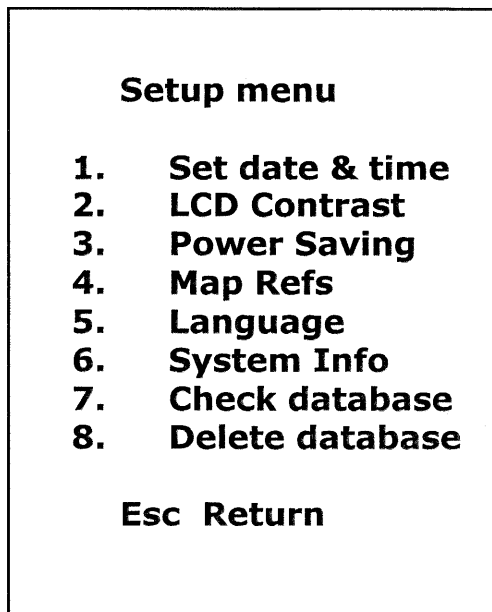 Setup menu
1. Set date & time
2. LCD Contrast
3. Power Saving
4. Map Refs
5. Language
6. System Info
7. Check database
8. Delete database
Esc Return